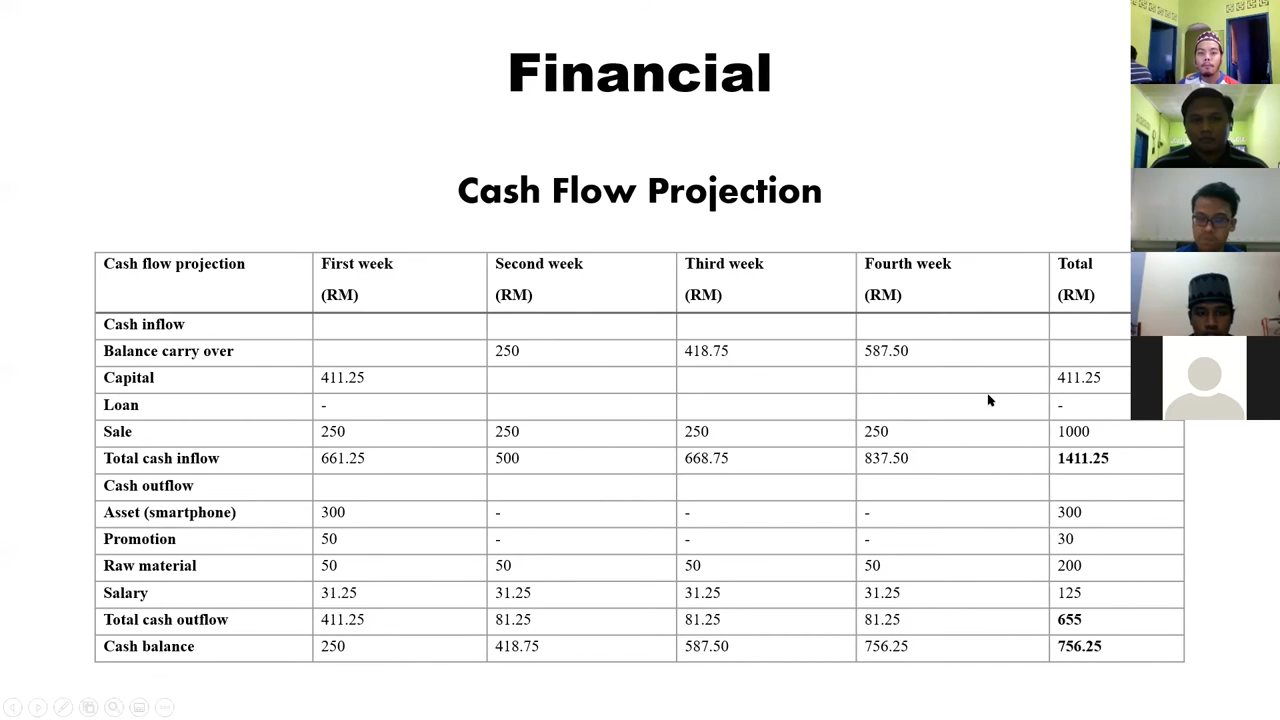 Financial
Cash Flow Projection
Cash flow projection First week (RM) Second week (RM) Third week (RM) Fourth week (RM) Total (RM)
Cash inflow
Balance carry over 250 418.75 587.50
Capital 411.25 411.25
Loan - -
Sale 250 250 250 250 1000
Total cash inflow 661.25 500 668.75 837.50 1411.25
Cash outflow
Asset (smartphone) 300 - - - 300
Promotion 50 - - - 30
Raw material 50 50 50 50 200
Salary 31.25 31.25 31.25 31.25 125
Total cash outflow 411.25 81.25 81.25 81.25 655
Cash balance 250 418.75 587.50 756.25 756.25